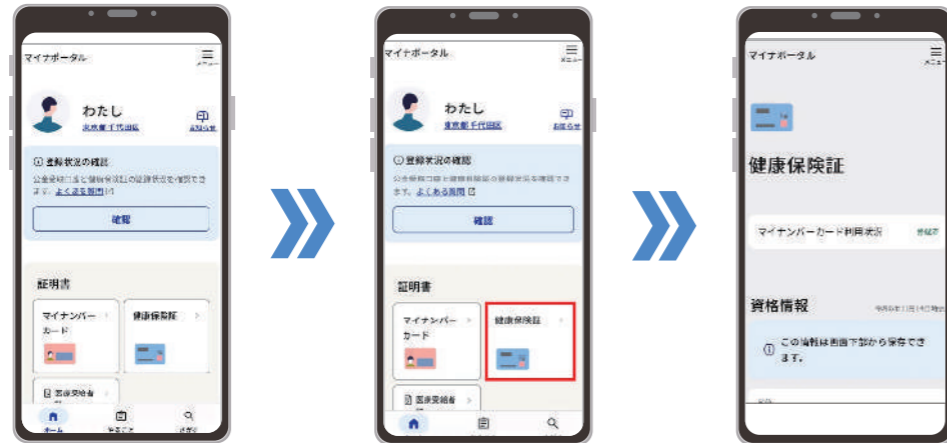 マイナポータル
メニュー
わたし
東京都千代田区
お知らせ
登録状況の確認
公金受取口座と健康保険証の登録状況を確認でき
ます。よくある質問
確認
証明書
マイナンバー
カード
健康保険証
医療受給者
証
ホーム
やること
さがす
マイナポータル
メニュー
わたし
東京都千代田区
お知らせ
登録状況の確認
公金受取口座と健康保険証の登録状況を確認でき
ます。よくある質問
確認
証明書
マイナンバー
カード
健康保険証
医療受給者
マイナポータル
メニュー
健康保険証
マイナンバーカード利用状況
登録済
資格情報
この情報は画面下部から保存でき
ます。